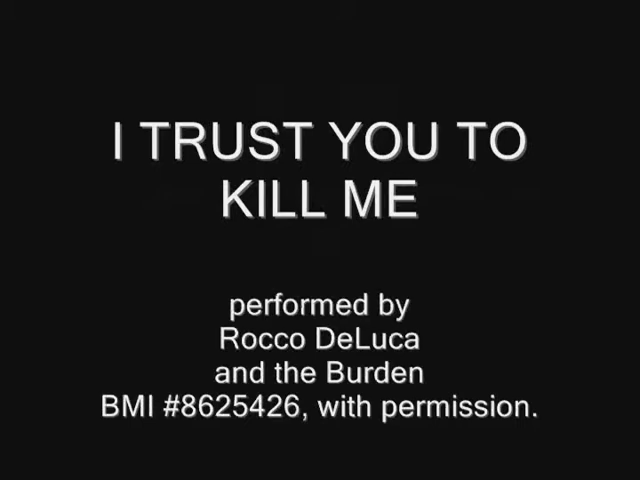 I TRUST YOU TO
KILL ME
performed by
Rocco DeLuca
and the Burden
BMI #8625426, with permission.